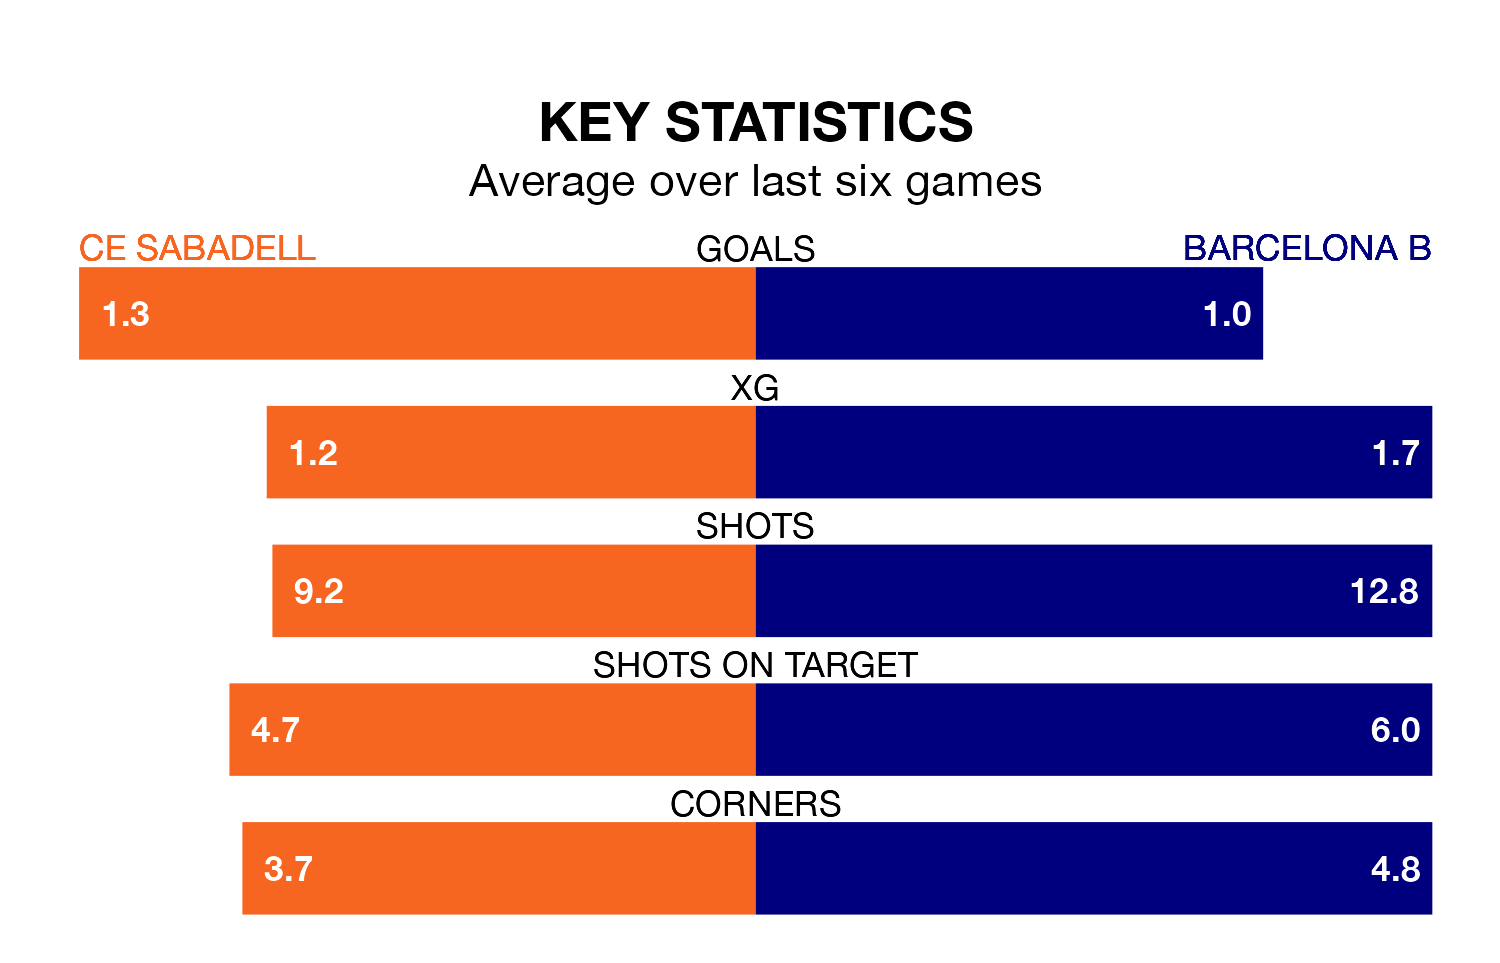 KEY STATISTICS
Average over last six games
CE SABADELL GOALS BARCELONA B
1.3 1.0
XG
1.2 1.7
SHOTS
9.2 12.8
SHOTS ON TARGET
4.7 6.0
CORNERS
3.7 4.8